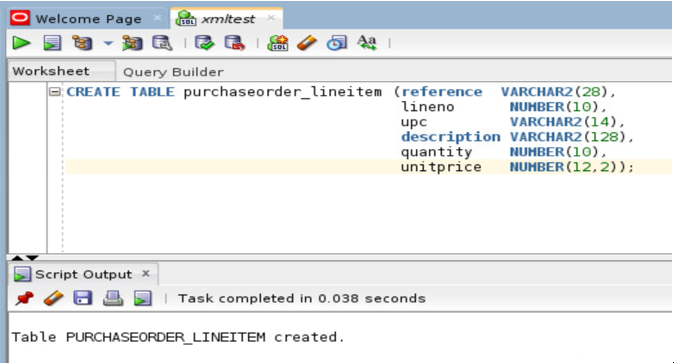 Welcome Page
xmltest
Worksheet Query Builder
CREATE TABLE purchaseorder_lineitem (reference VARCHAR2(28),
lineno NUMBER(10),
upc VARCHAR2(14),
description VARCHAR2(128),
quantity NUMBER(10),
unitprice NUMBER(12,2));
Script Output
Task completed in 0.038 seconds
Table PURCHASEORDER_LINEITEM created.